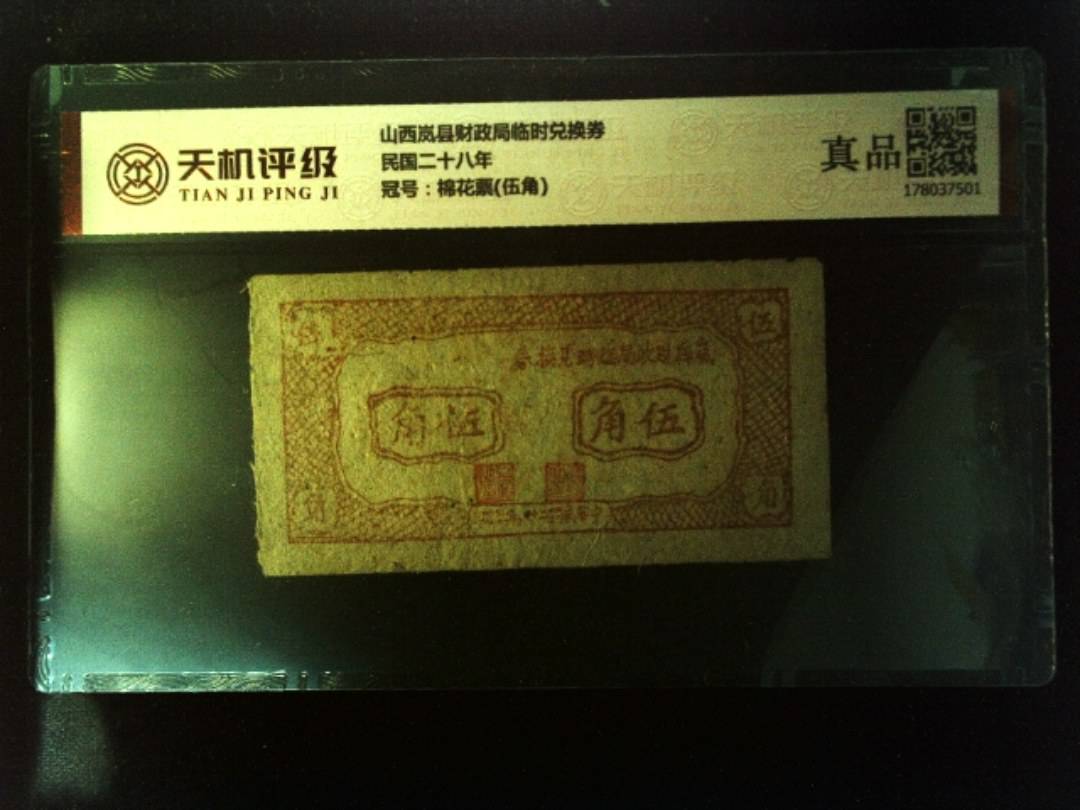 天机评级
TIAN JI PING JI
山西岚县财政局临时兑换券
民国二十八年
冠号：棉花票(伍角)
真品
178037501
伍
角伍
角伍
角